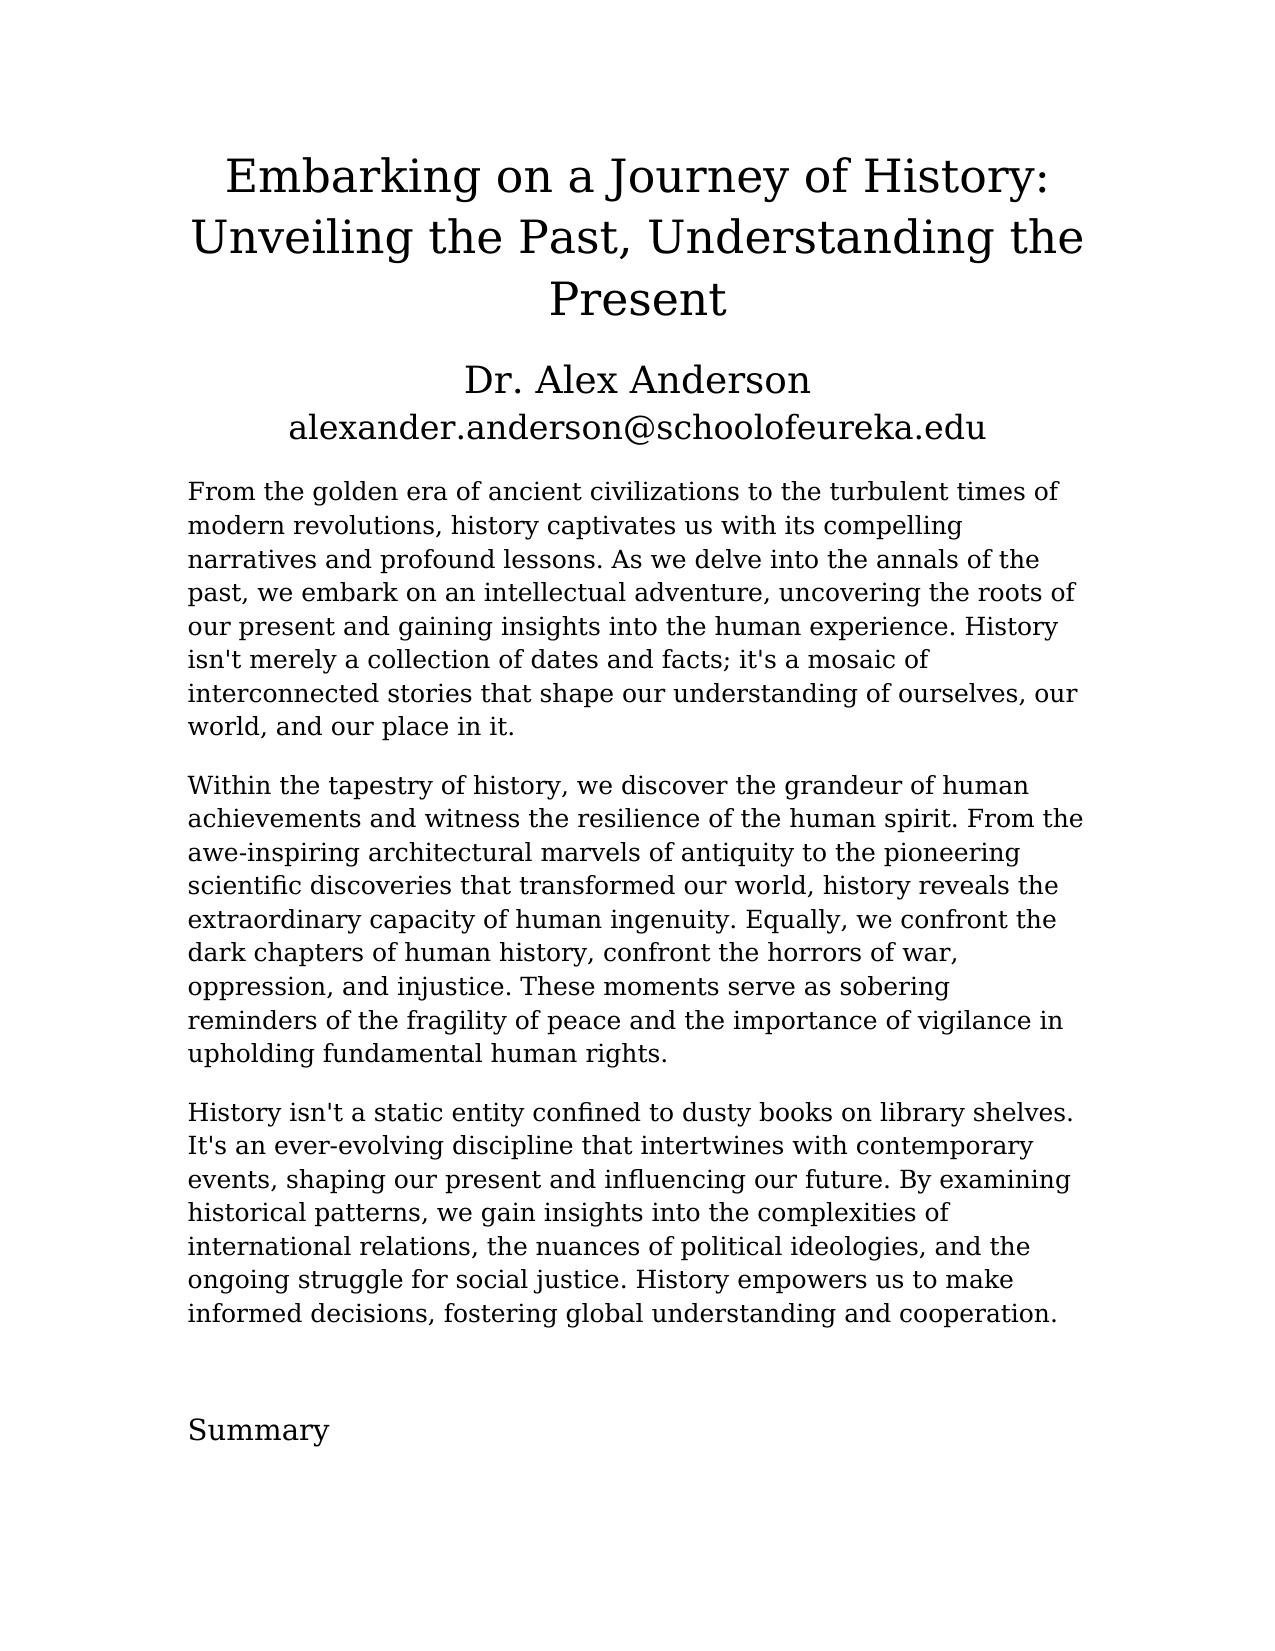 Embarking on a Journey of History:
Unveiling the Past, Understanding the
Present
Dr. Alex Anderson
alexander.anderson@schoolofeureka.edu
From the golden era of ancient civilizations to the turbulent times of
modern revolutions, history captivates us with its compelling
narratives and profound lessons. As we delve into the annals of the
past, we embark on an intellectual adventure, uncovering the roots of
our present and gaining insights into the human experience. History
isn't merely a collection of dates and facts; it's a mosaic of
interconnected stories that shape our understanding of ourselves, our
world, and our place in it.
Within the tapestry of history, we discover the grandeur of human
achievements and witness the resilience of the human spirit. From the
awe-inspiring architectural marvels of antiquity to the pioneering
scientific discoveries that transformed our world, history reveals the
extraordinary capacity of human ingenuity. Equally, we confront the
dark chapters of human history, confront the horrors of war,
oppression, and injustice. These moments serve as sobering
reminders of the fragility of peace and the importance of vigilance in
upholding fundamental human rights.
History isn't a static entity confined to dusty books on library shelves.
It's an ever-evolving discipline that intertwines with contemporary
events, shaping our present and influencing our future. By examining
historical patterns, we gain insights into the complexities of
international relations, the nuances of political ideologies, and the
ongoing struggle for social justice. History empowers us to make
informed decisions, fostering global understanding and cooperation.
Summary